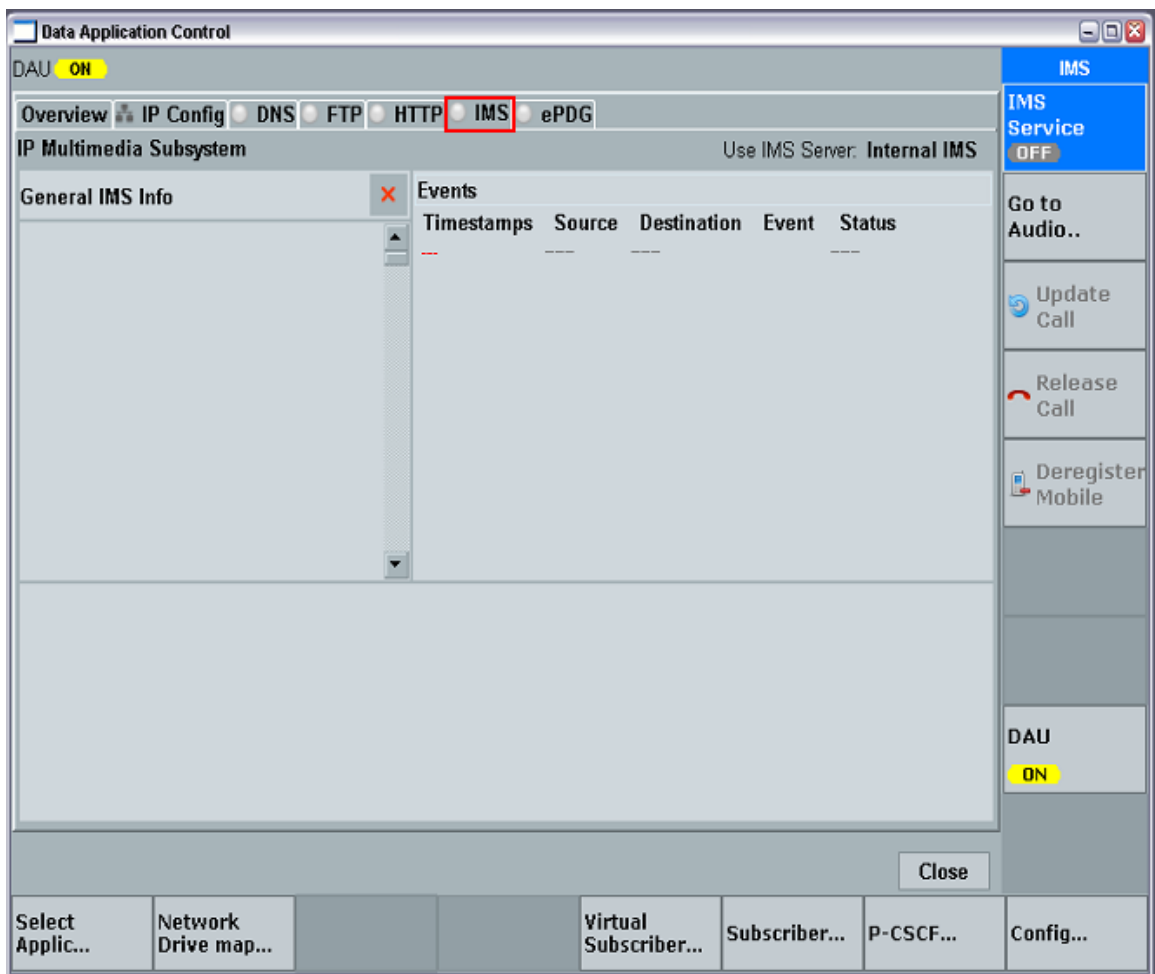 Data Application Control
DAU ON
IMS
Overview IP Config DNS FTP HTTP IMS ePDG
IMS
Service
OFF
IP Multimedia Subsystem
Use IMS Server: Internal IMS
General IMS Info
Events
Timestamps Source Destination Event Status
--- --- --- ---
Go to
Audio..
Update
Call
Release
Call
Deregister
Mobile
DAU
ON
Close
Select
Applic...
Network
Drive map...
Virtual
Subscriber...
Subscriber...
P-CSCF...
Config...